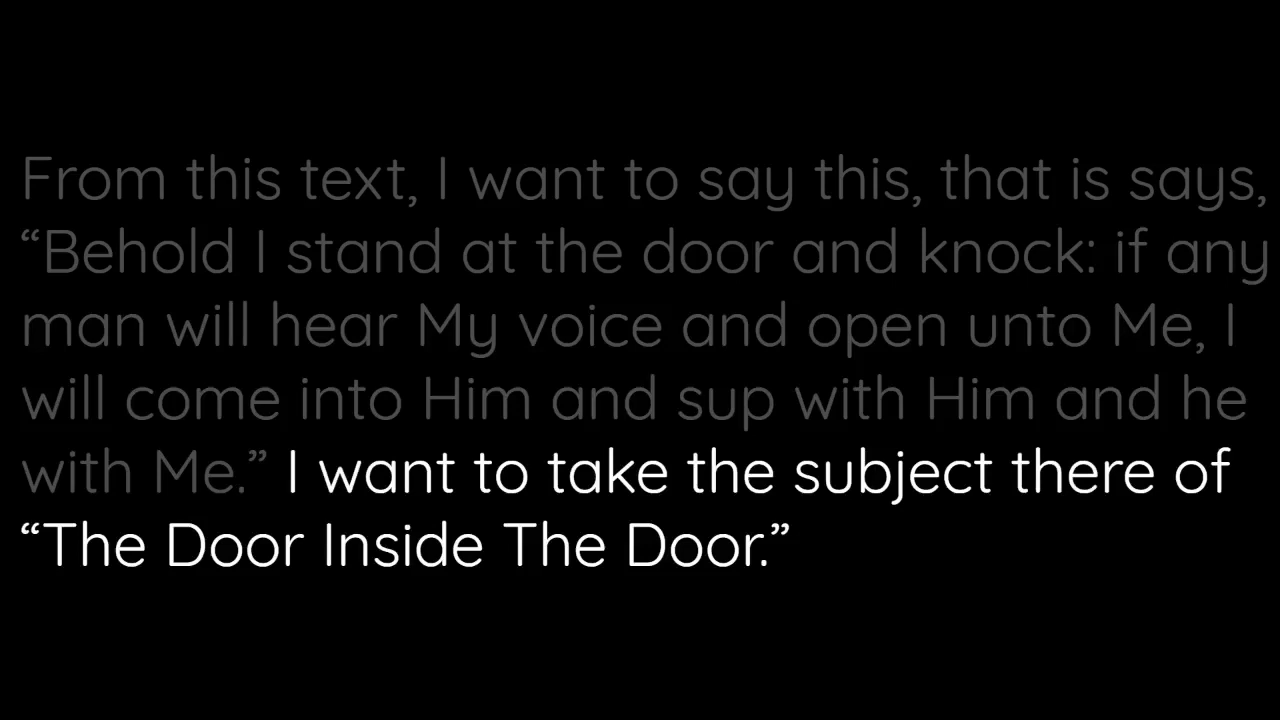 From this text, I want to say this, that is says,
“Behold I stand at the door and knock: if any
man will hear My voice and open unto Me, I
will come into Him and sup with Him and he
with Me.” I want to take the subject there of
“The Door Inside The Door.”